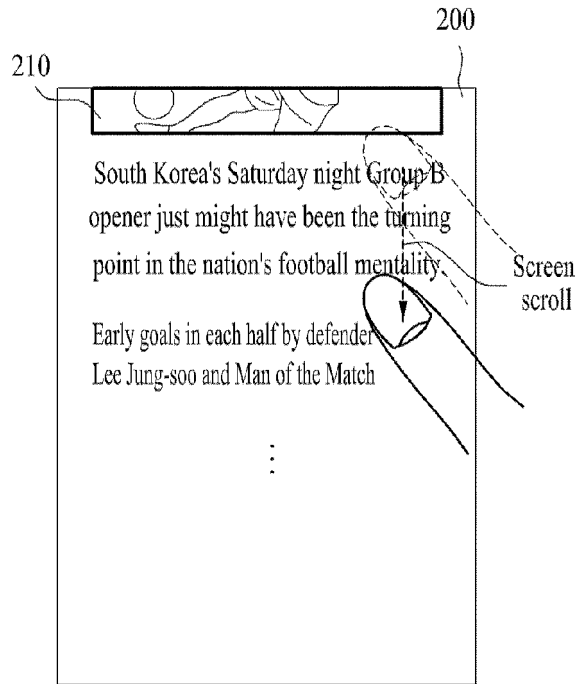 200
210
South Korea's Saturday night Group B
opener just might have been the turning
point in the nation's football mentality.
Screen
scroll
Early goals in each half by defender
Lee Jung-soo and Man of the Match
⋮